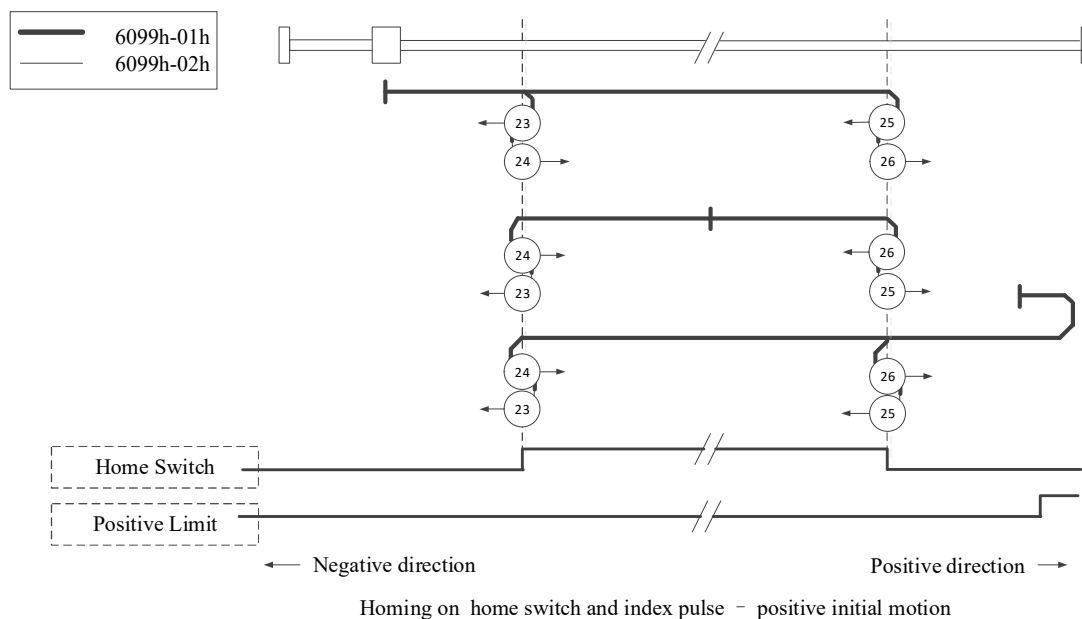 6099h-01h
6099h-02h
23
25
24
26
24
26
23
25
24
26
23
25
Home Switch
Positive Limit
Negative direction
Positive direction
Homing on home switch and index pulse - positive initial motion